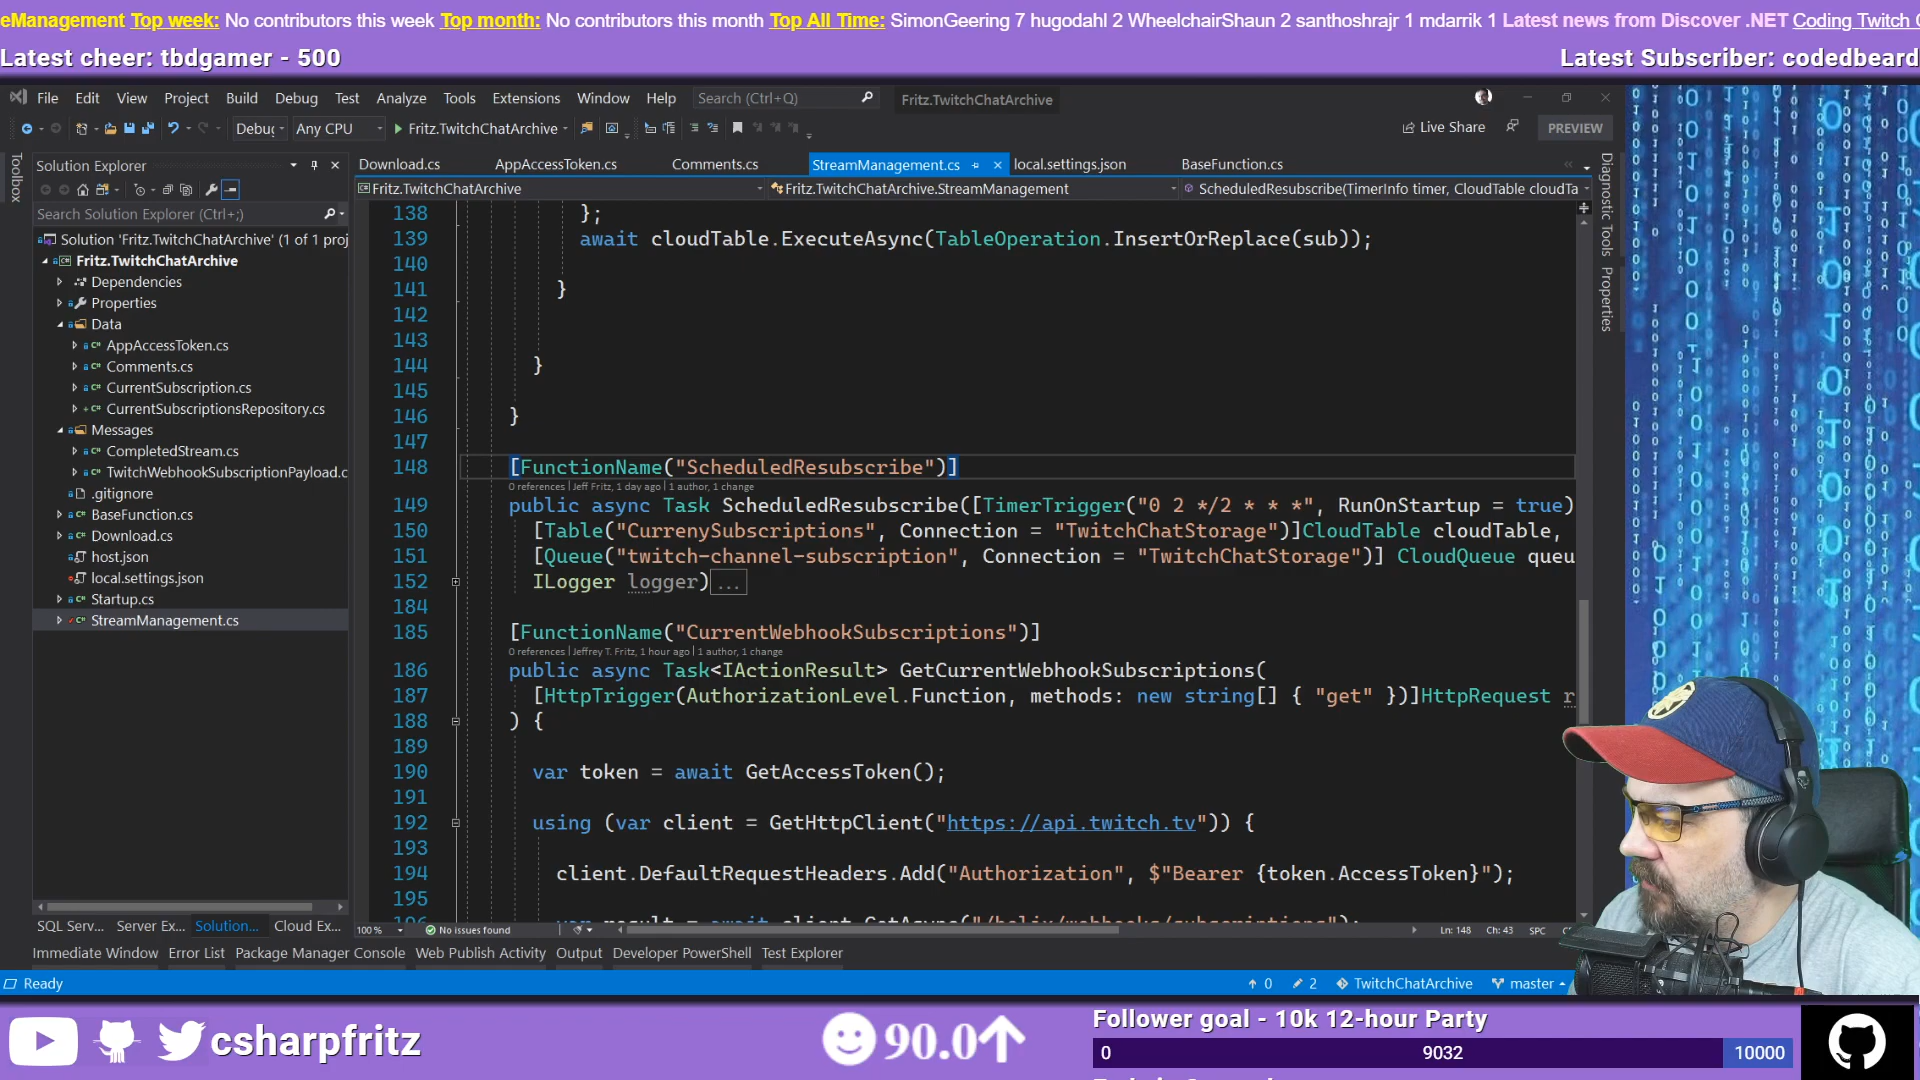 eManagement Top week: No contributors this week Top month: No contributors this month Top All Time: SimonGeering 7 hugodahl 2 WheelchairShaun 2 santhoshrajr 1 mdarrik 1 Latest news from Discover .NET Coding Twitch
Latest cheer: tbdgamer - 500
Latest Subscriber: codedbeard
File Edit View Project Build Debug Test Analyze Tools Extensions Window Help Search (Ctrl+Q) Fritz.TwitchChatArchive
Debug Any CPU Fritz.TwitchChatArchive Live Share PREVIEW
Toolbox
Solution Explorer
Search Solution Explorer (Ctrl+;)
Solution 'Fritz.TwitchChatArchive' (1 of 1 proj
Fritz.TwitchChatArchive
Dependencies
Properties
Data
AppAccessToken.cs
Comments.cs
CurrentSubscription.cs
CurrentSubscriptionsRepository.cs
Messages
CompletedStream.cs
TwitchWebhookSubscriptionPayload.c
.gitignore
BaseFunction.cs
Download.cs
host.json
local.settings.json
Startup.cs
StreamManagement.cs
SQL Serv... Server Ex... Solution... Cloud Ex...
Download.cs AppAccessToken.cs Comments.cs StreamManagement.cs local.settings.json BaseFunction.cs
Fritz.TwitchChatArchive Fritz.TwitchChatArchive.StreamManagement ScheduledResubscribe(TimerInfo timer, CloudTable cloudTa
138 };
139 await cloudTable.ExecuteAsync(TableOperation.InsertOrReplace(sub));
140
141 }
142
143
144 }
145
146 }
147
148 [FunctionName("ScheduledResubscribe")]
0 references | Jeff Fritz, 1 day ago | 1 author, 1 change
149 public async Task ScheduledResubscribe([TimerTrigger("0 2 */2 * * *", RunOnStartup = true)
150 [Table("CurrenySubscriptions", Connection = "TwitchChatStorage")]CloudTable cloudTable,
151 [Queue("twitch-channel-subscription", Connection = "TwitchChatStorage")] CloudQueue queu
152 ILogger logger)...
184
185 [FunctionName("CurrentWebhookSubscriptions")]
0 references | Jeffrey T. Fritz, 1 hour ago | 1 author, 1 change
186 public async Task<IActionResult> GetCurrentWebhookSubscriptions(
187 [HttpTrigger(AuthorizationLevel.Function, methods: new string[] { "get" })]HttpRequest r
188 ) {
189
190 var token = await GetAccessToken();
191
192 using (var client = GetHttpClient("https://api.twitch.tv")) {
193
194 client.DefaultRequestHeaders.Add("Authorization", $"Bearer {token.AccessToken}");
195
196 var result = await client.GetAsync("/helix/webhooks/subscriptions");
Diagnostic Tools
Properties
100 % No issues found Ln: 148 Ch: 43 SPC
Immediate Window Error List Package Manager Console Web Publish Activity Output Developer PowerShell Test Explorer
Ready 0 2 TwitchChatArchive master
csharpfritz
90.0
Follower goal - 10k 12-hour Party
0 9032 10000